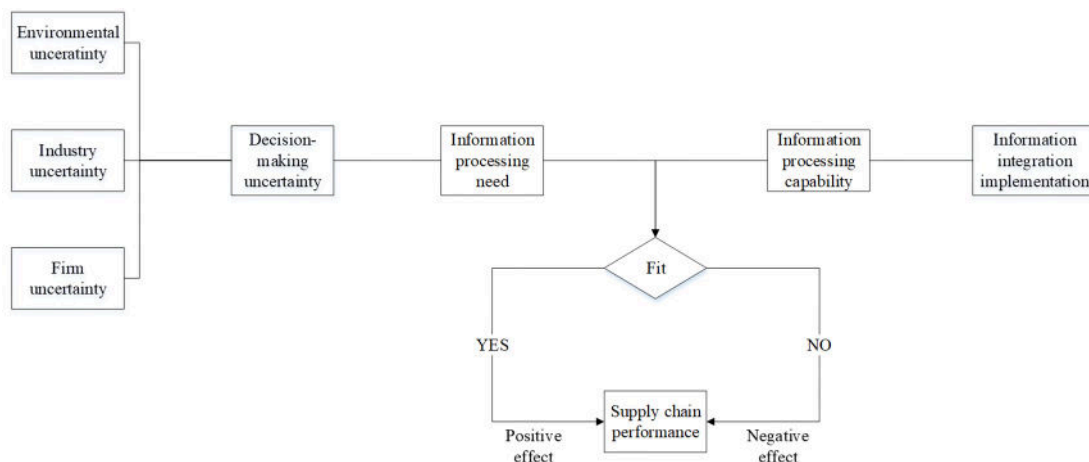 Environmental
unceratinty
Industry
uncertainty
Firm
uncertainty
Decision-
making
uncertainty
Information
processing
need
Information
processing
capability
Information
integration
implementation
Fit
YES
NO
Supply chain
performance
Positive
effect
Negative
effect